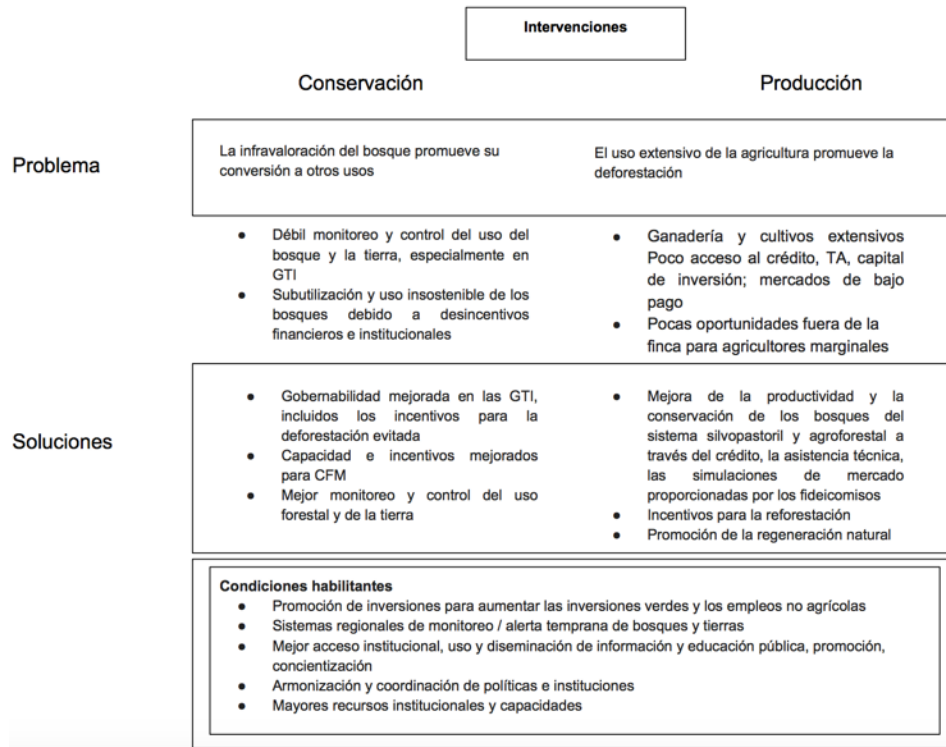 Intervenciones
Conservación
Producción
Problema
La infravaloración del bosque promueve su
conversión a otros usos
El uso extensivo de la agricultura promueve la
deforestación
● Débil monitoreo y control del uso del
bosque y la tierra, especialmente en
GTI
● Subutilización y uso insostenible de los
bosques debido a desincentivos
financieros e institucionales
● Ganadería y cultivos extensivos
Poco acceso al crédito, TA, capital
de inversión; mercados de bajo
pago
● Pocas oportunidades fuera de la
finca para agricultores marginales
Soluciones
● Gobernabilidad mejorada en las GTI,
incluidos los incentivos para la
deforestación evitada
● Capacidad e incentivos mejorados
para CFM
● Mejor monitoreo y control del uso
forestal y de la tierra
● Mejora de la productividad y la
conservación de los bosques del
sistema silvopastoril y agroforestal a
través del crédito, la asistencia técnica,
las simulaciones de mercado
proporcionadas por los fideicomisos
● Incentivos para la reforestación
● Promoción de la regeneración natural
Condiciones habilitantes
● Promoción de inversiones para aumentar las inversiones verdes y los empleos no agrícolas
● Sistemas regionales de monitoreo / alerta temprana de bosques y tierras
● Mejor acceso institucional, uso y diseminación de información y educación pública, promoción,
concientización
● Armonización y coordinación de políticas e instituciones
● Mayores recursos institucionales y capacidades